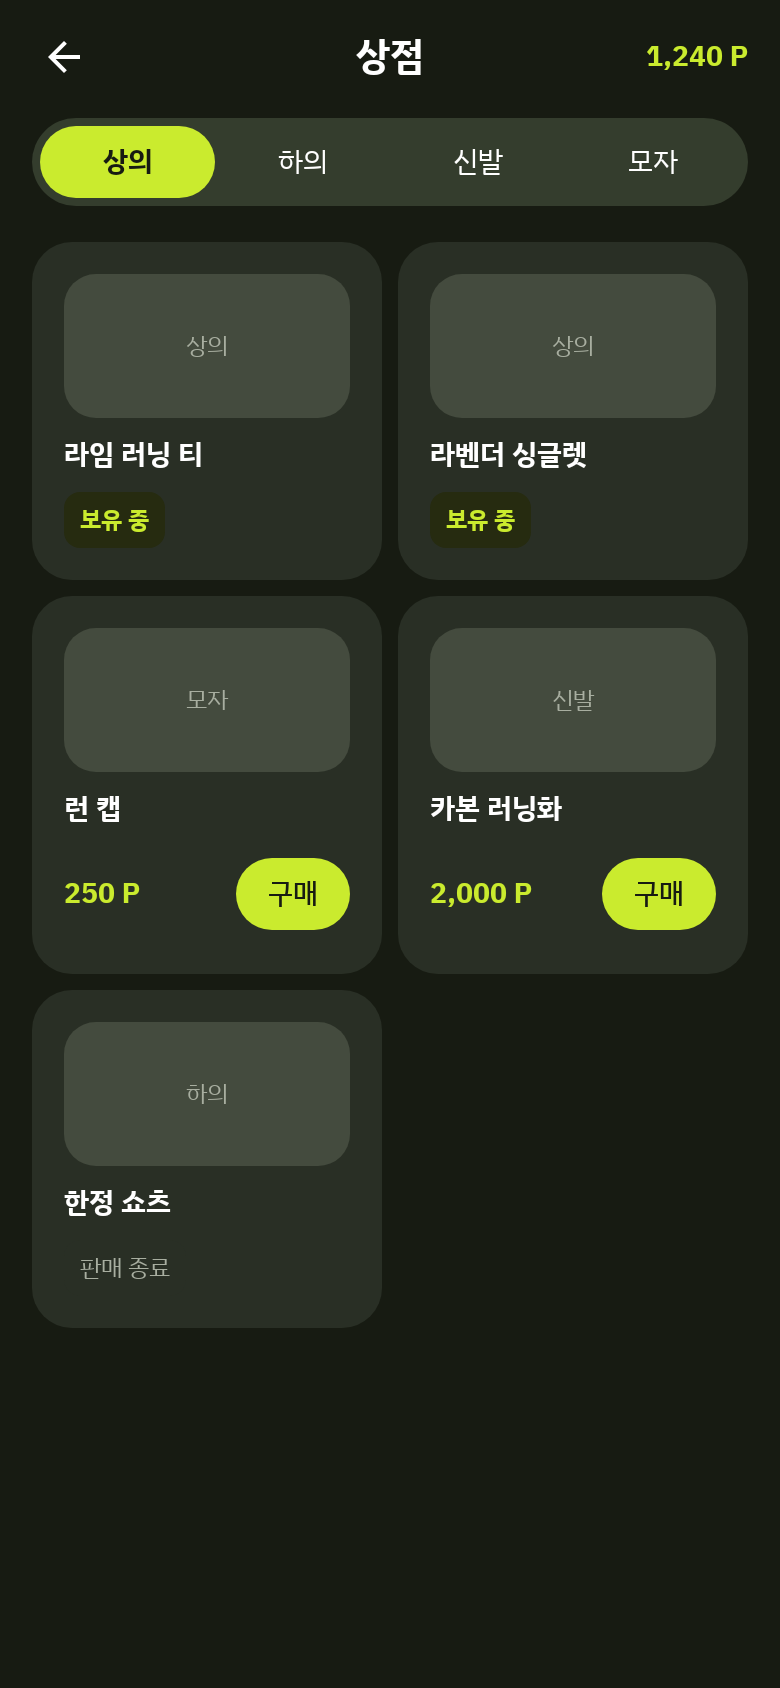 상점
1,240 P
상의 하의 신발 모자
상의
라임 러닝 티
보유 중
상의
라벤더 싱글렛
보유 중
모자
런 캡
250 P 구매
신발
카본 러닝화
2,000 P 구매
하의
한정 쇼츠
판매 종료